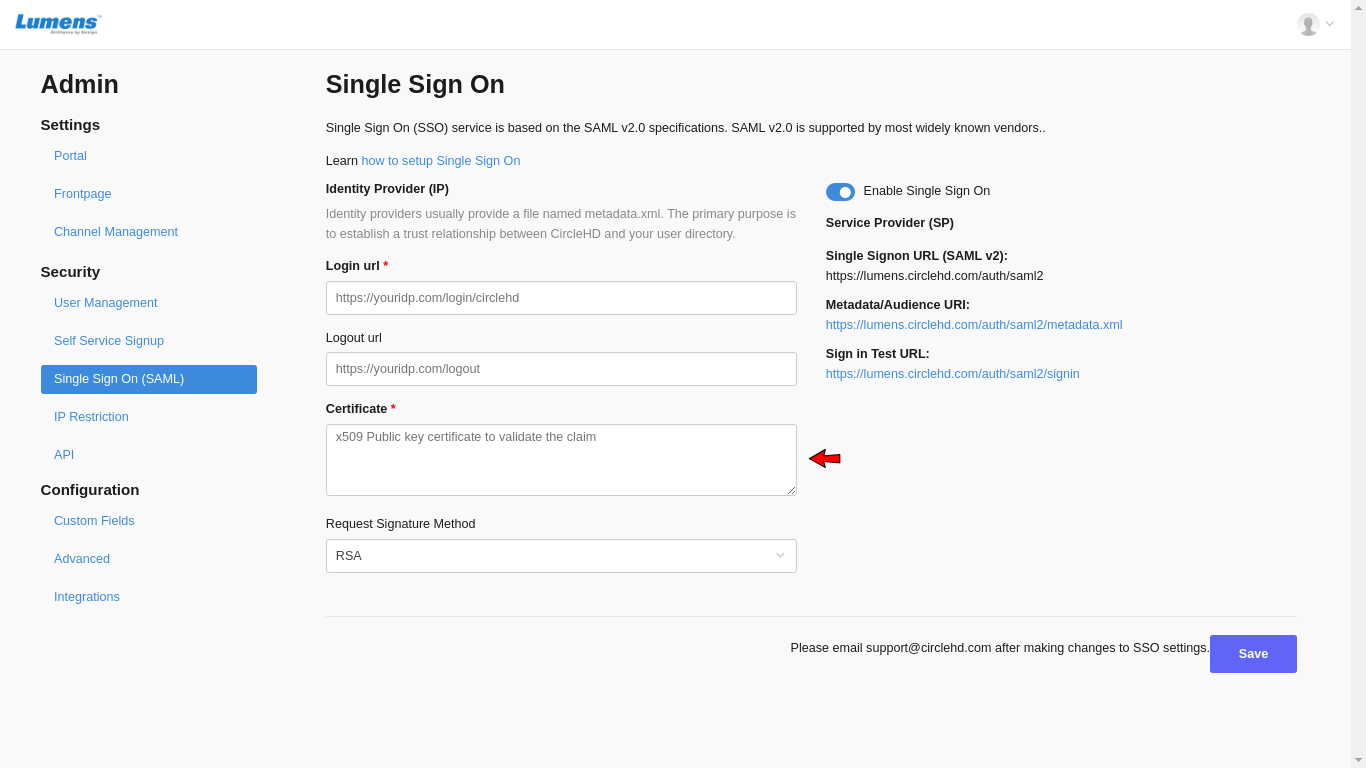 Lumens
Brilliance by Design
Admin
Settings
Portal
Frontpage
Channel Management
Security
User Management
Self Service Signup
Single Sign On (SAML)
IP Restriction
API
Configuration
Custom Fields
Advanced
Integrations
Single Sign On
Single Sign On (SSO) service is based on the SAML v2.0 specifications. SAML v2.0 is supported by most widely known vendors..
Learn how to setup Single Sign On
Identity Provider (IP)
Identity providers usually provide a file named metadata.xml. The primary purpose is
to establish a trust relationship between CircleHD and your user directory.
Login url *
https://youridp.com/login/circlehd
Logout url
https://youridp.com/logout
Certificate *
x509 Public key certificate to validate the claim
Request Signature Method
RSA
Enable Single Sign On
Service Provider (SP)
Single Signon URL (SAML v2):
https://lumens.circlehd.com/auth/saml2
Metadata/Audience URI:
https://lumens.circlehd.com/auth/saml2/metadata.xml
Sign in Test URL:
https://lumens.circlehd.com/auth/saml2/signin
Please email support@circlehd.com after making changes to SSO settings.
Save